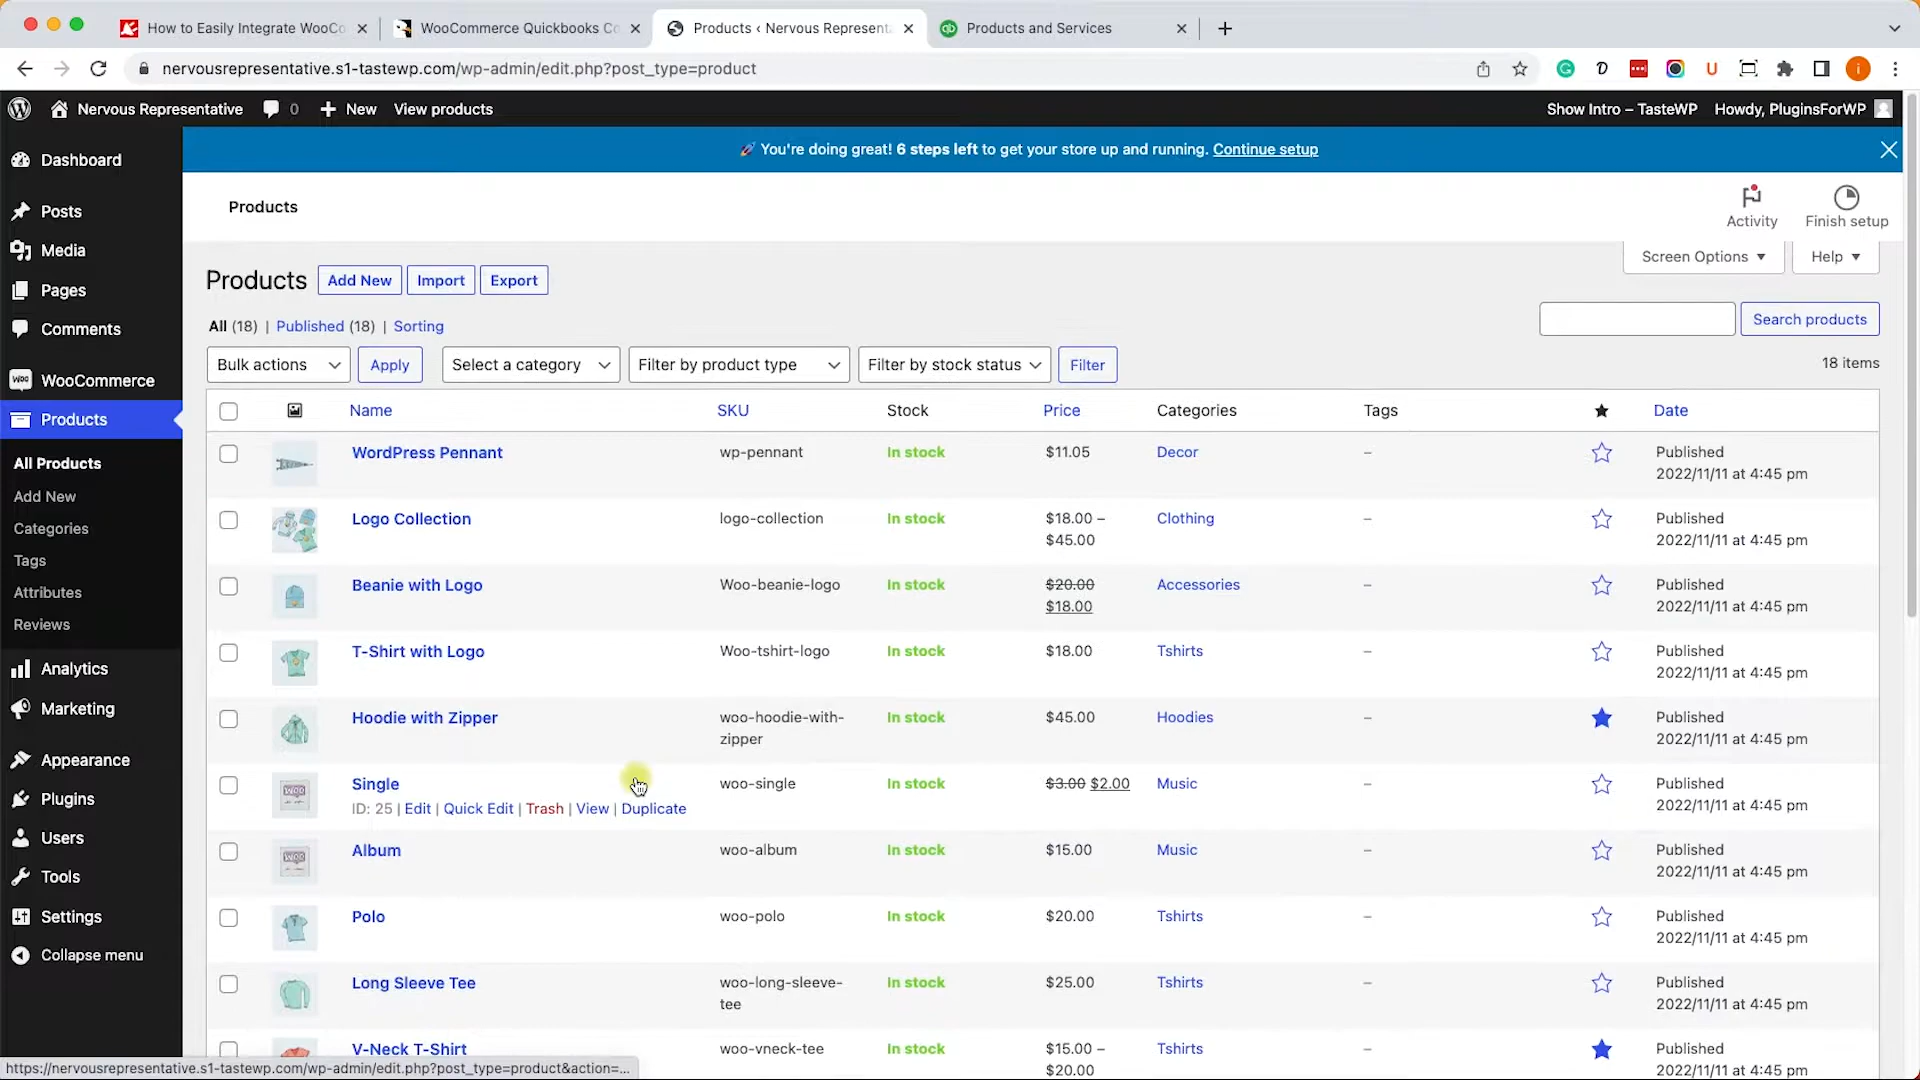 How to Easily Integrate WooCo
WooCommerce Quickbooks Co
Products ‹ Nervous Representa
Products and Services
nervousrepresentative.s1-tastewp.com/wp-admin/edit.php?post_type=product
Nervous Representative
0
New
View products
Show Intro – TasteWP
Howdy, PluginsForWP
Dashboard
Posts
Media
Pages
Comments
WooCommerce
Products
All Products
Add New
Categories
Tags
Attributes
Reviews
Analytics
Marketing
Appearance
Plugins
Users
Tools
Settings
Collapse menu
🚀 You're doing great! 6 steps left to get your store up and running. Continue setup
Products
Activity
Finish setup
Screen Options ▼
Help ▼
Products
Add New
Import
Export
All (18) | Published (18) | Sorting
Search products
Bulk actions
Apply
Select a category
Filter by product type
Filter by stock status
Filter
18 items
Name
SKU
Stock
Price
Categories
Tags
★
Date
WordPress Pennant
wp-pennant
In stock
$11.05
Decor
–
Published
2022/11/11 at 4:45 pm
Logo Collection
logo-collection
In stock
$18.00 –
$45.00
Clothing
–
Published
2022/11/11 at 4:45 pm
Beanie with Logo
Woo-beanie-logo
In stock
$20.00
$18.00
Accessories
–
Published
2022/11/11 at 4:45 pm
T-Shirt with Logo
Woo-tshirt-logo
In stock
$18.00
Tshirts
–
Published
2022/11/11 at 4:45 pm
Hoodie with Zipper
woo-hoodie-with-
zipper
In stock
$45.00
Hoodies
–
Published
2022/11/11 at 4:45 pm
Single
ID: 25 | Edit | Quick Edit | Trash | View | Duplicate
woo-single
In stock
$3.00 $2.00
Music
–
Published
2022/11/11 at 4:45 pm
Album
woo-album
In stock
$15.00
Music
–
Published
2022/11/11 at 4:45 pm
Polo
woo-polo
In stock
$20.00
Tshirts
–
Published
2022/11/11 at 4:45 pm
Long Sleeve Tee
woo-long-sleeve-
tee
In stock
$25.00
Tshirts
–
Published
2022/11/11 at 4:45 pm
V-Neck T-Shirt
woo-vneck-tee
In stock
$15.00 –
$20.00
Tshirts
–
Published
2022/11/11 at 4:45 pm
https://nervousrepresentative.s1-tastewp.com/wp-admin/edit.php?post_type=product&action=...